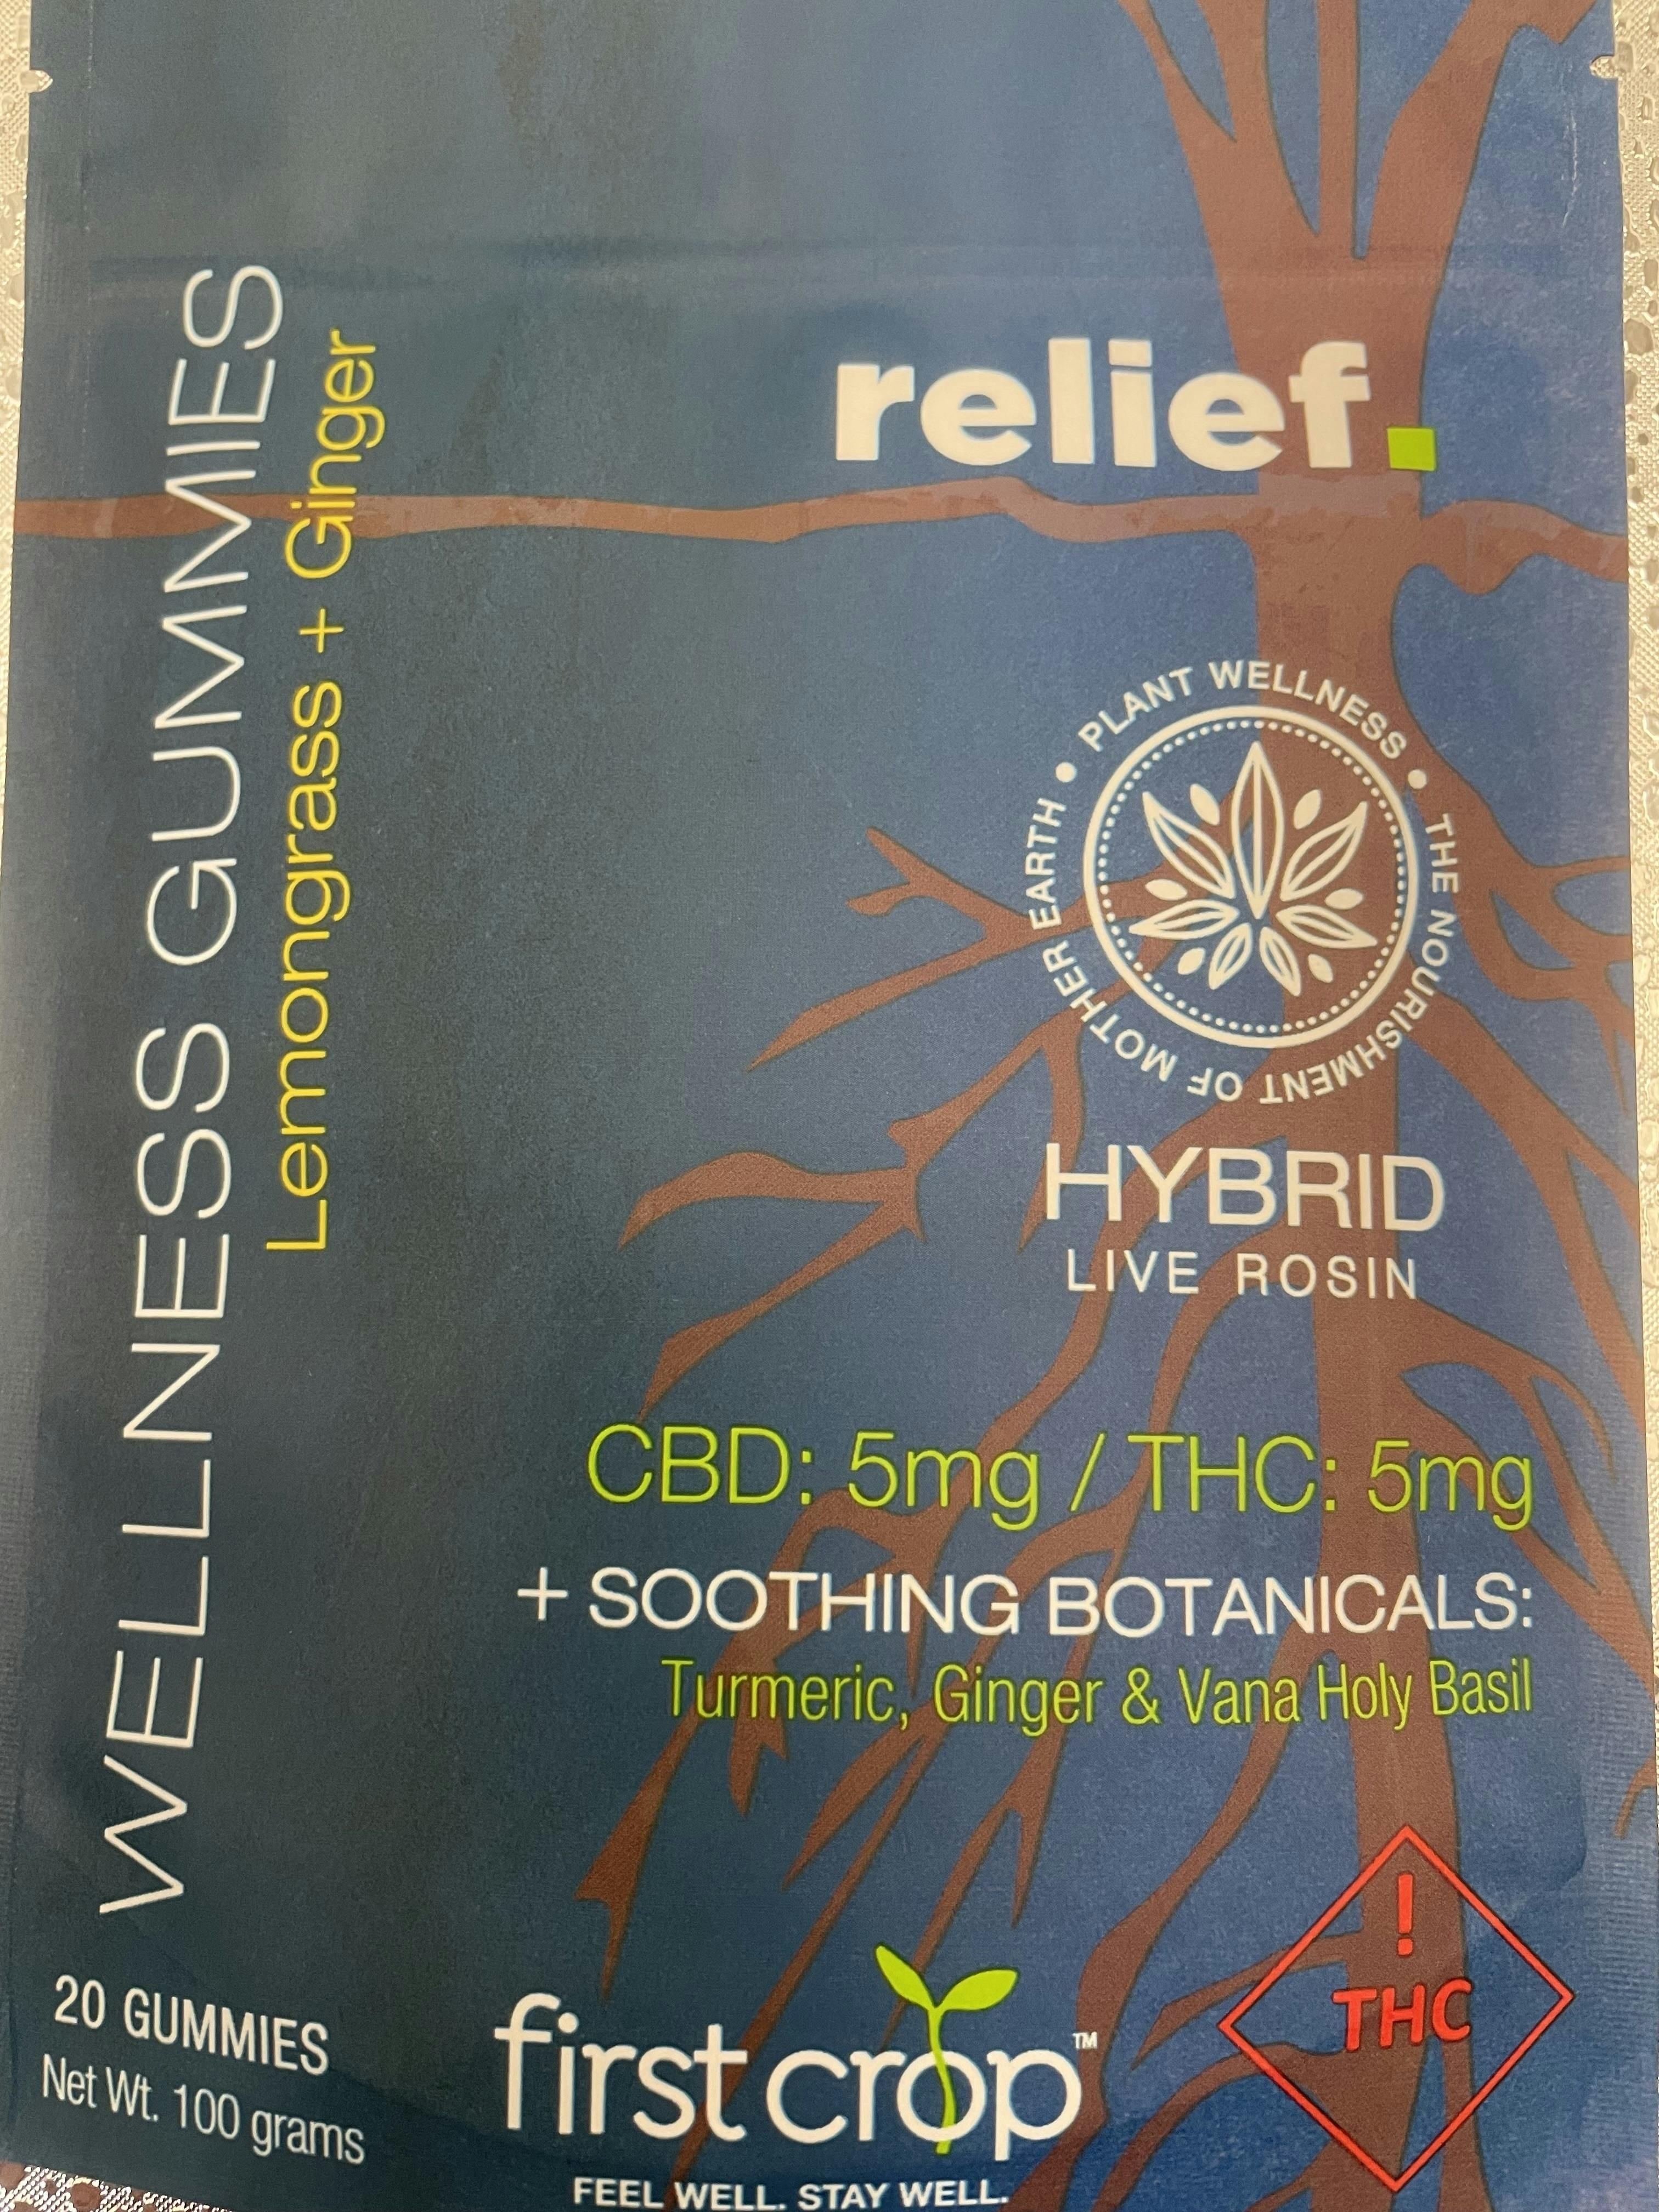 WELLNESS GUMMIES
Lemongrass + Ginger
relief.
• PLANT WELLNESS • THE NOURISHMENT OF MOTHER EARTH
HYBRID
LIVE ROSIN
CBD: 5mg / THC: 5mg
+ SOOTHING BOTANICALS:
Turmeric, Ginger & Vana Holy Basil
20 GUMMIES
Net Wt. 100 grams
first crop™
FEEL WELL. STAY WELL.
!
THC